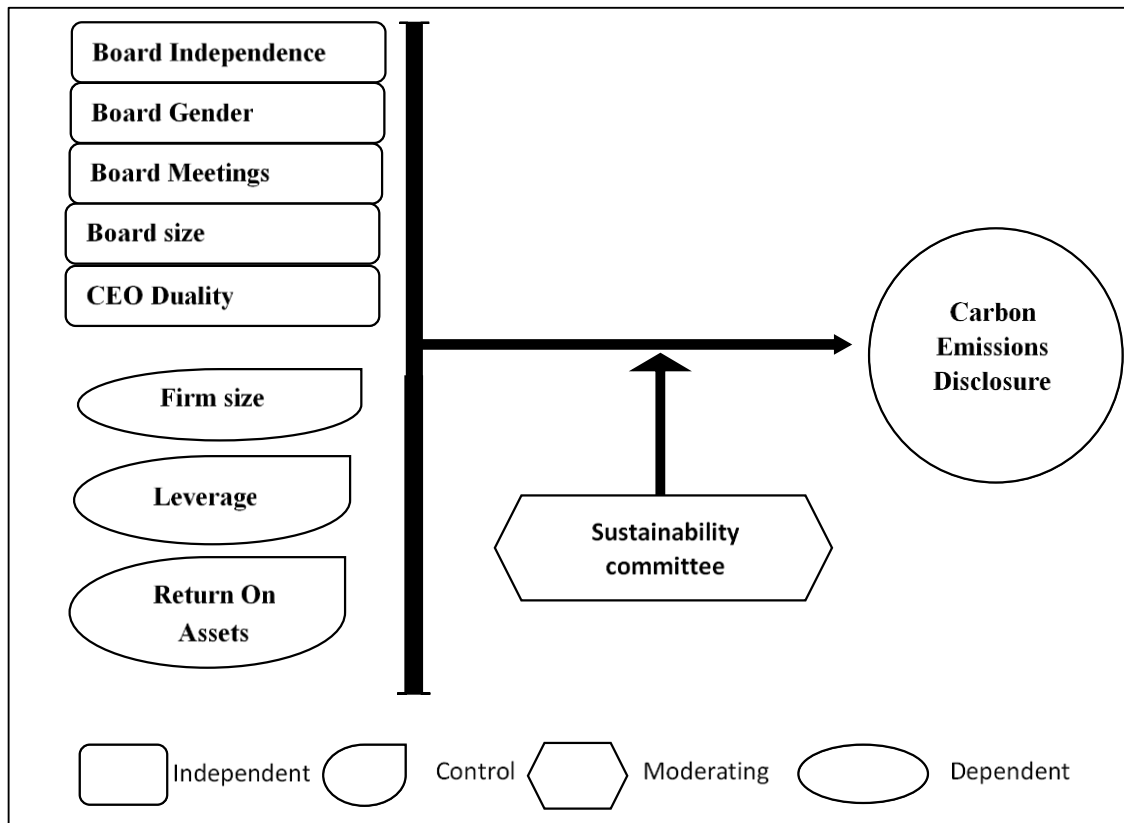 Board Independence
Board Gender
Board Meetings
Board size
CEO Duality
Firm size
Leverage
Return On
Assets
Sustainability
committee
Carbon
Emissions
Disclosure
Independent
Control
Moderating
Dependent